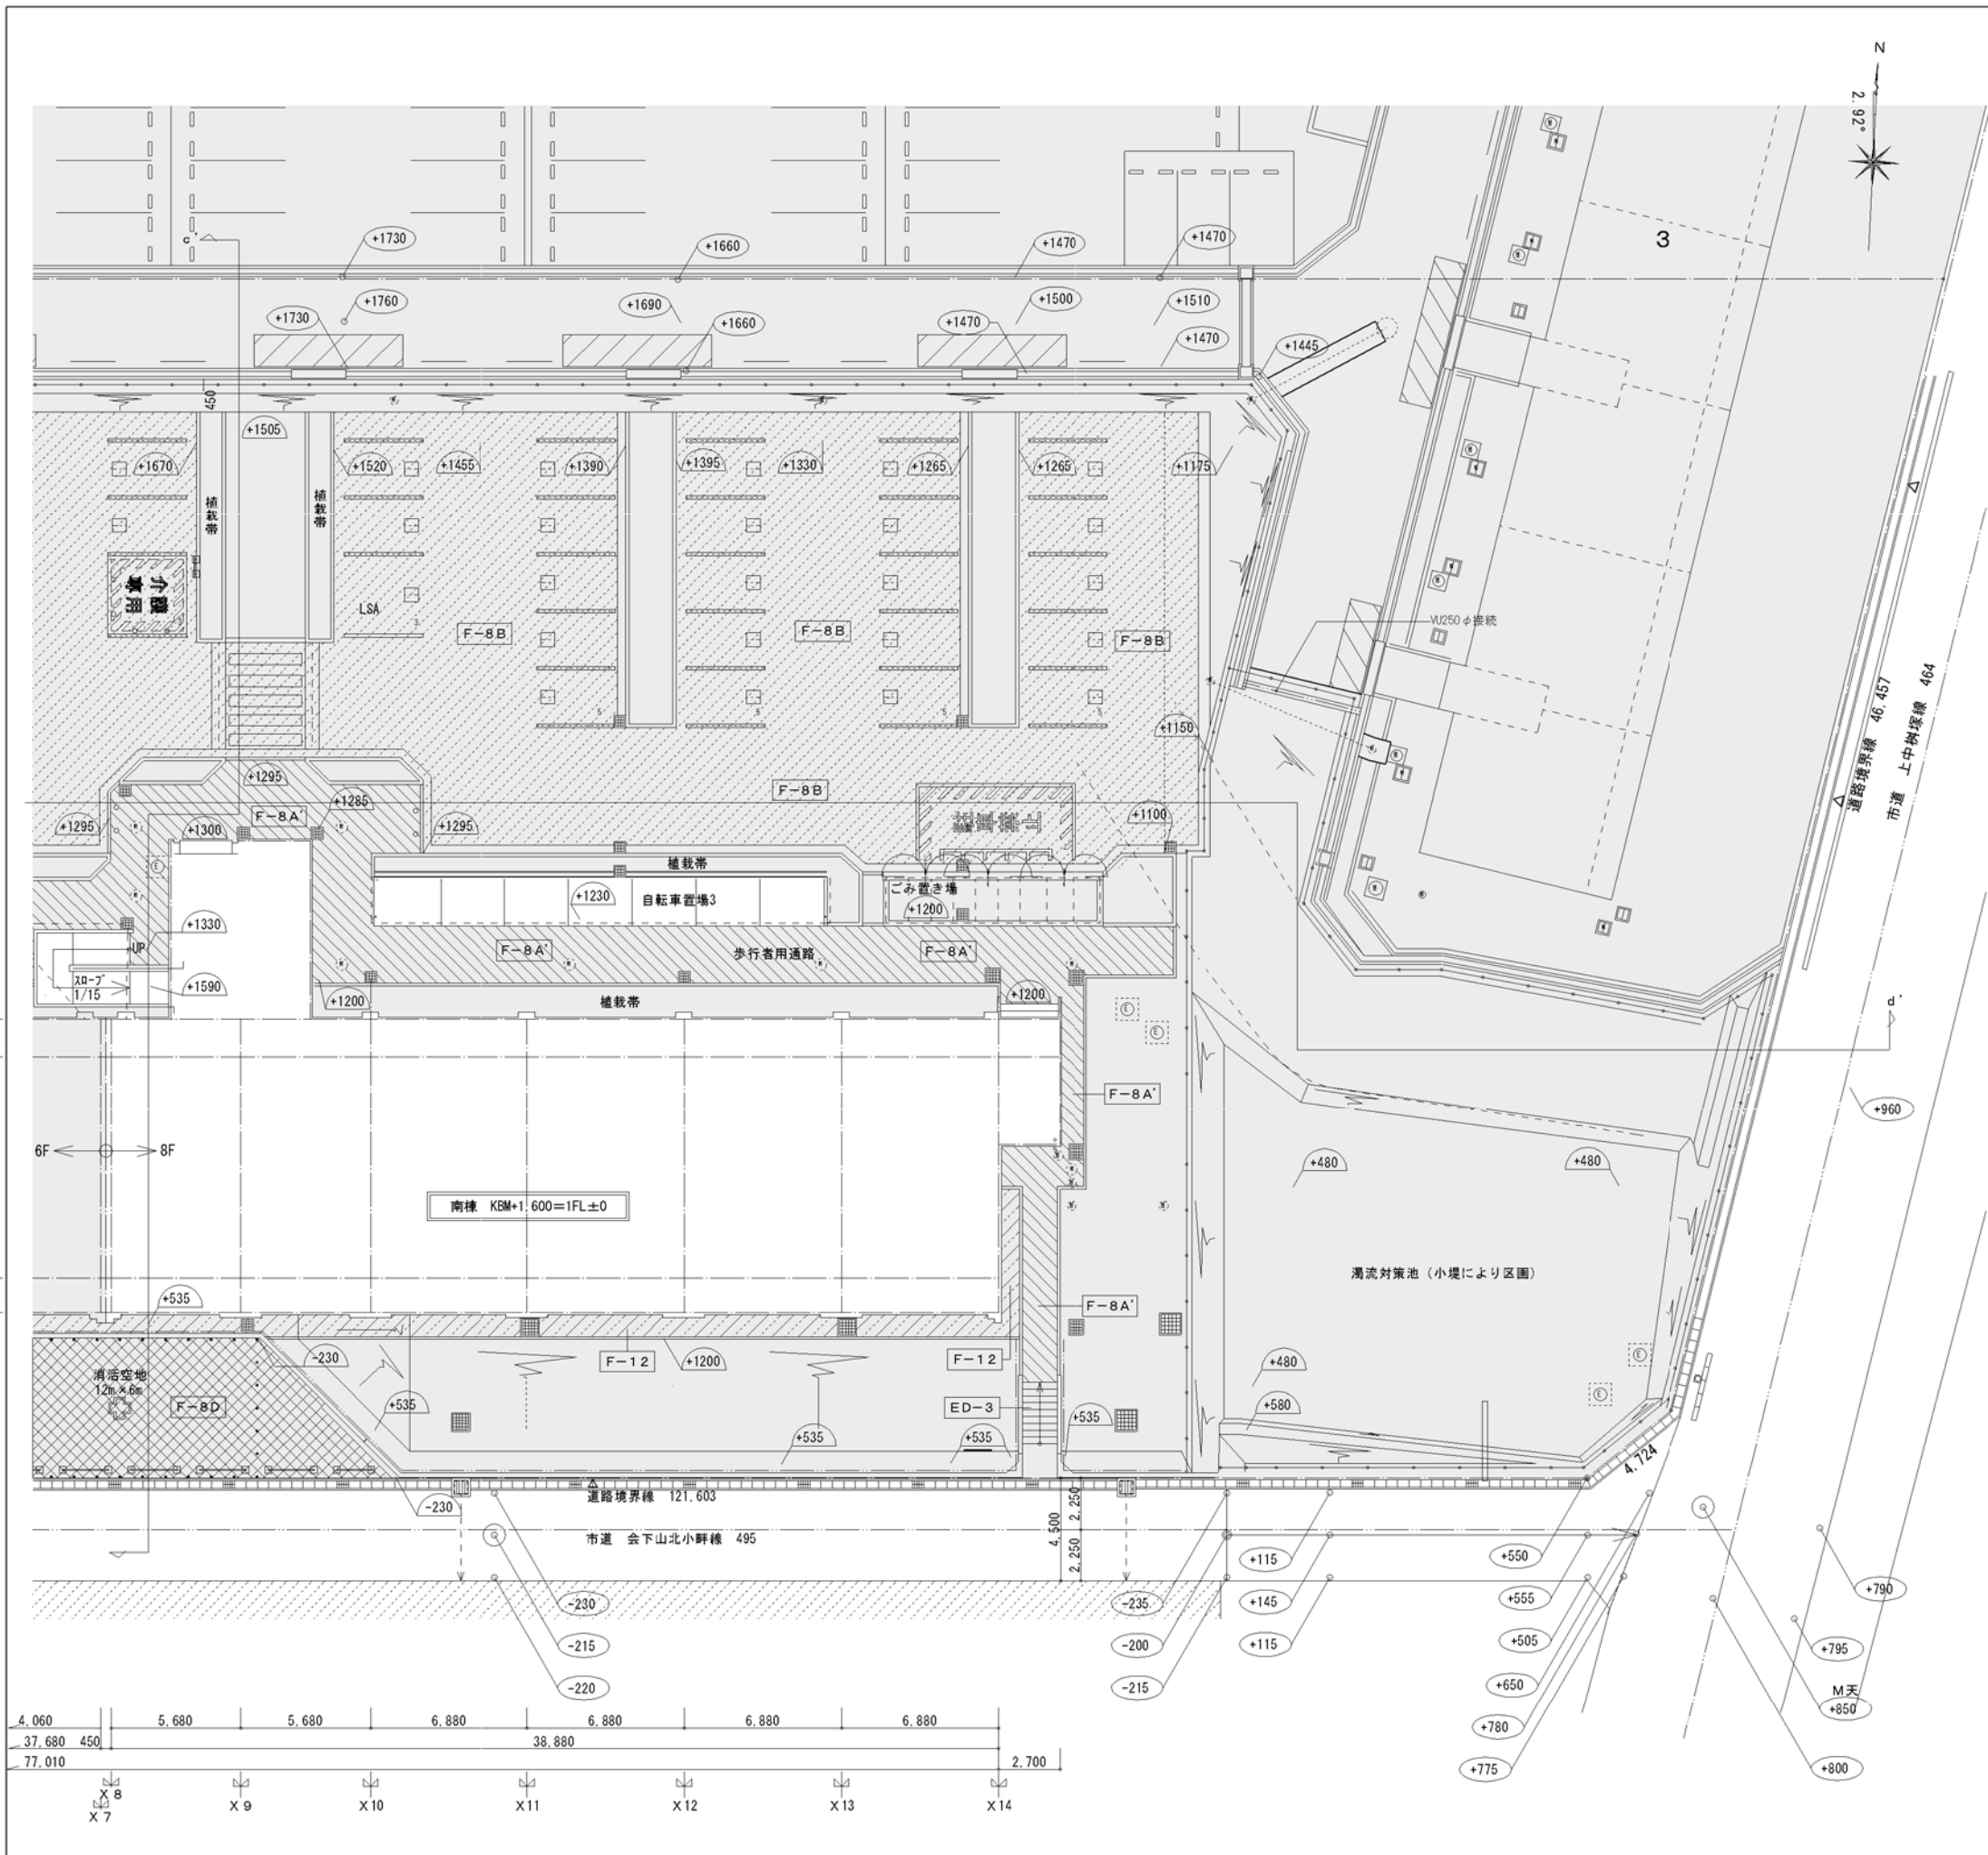 N
2.92°
3
c'
+1730
+1660
+1470
+1470
+1760
+1690
+1500
+1510
+1730
+1660
+1470
+1470
+1445
450
+1505
+1670
+1520
+1455
+1390
+1395
+1330
+1265
+1265
+1175
植栽帯
植栽帯
介護
専用
LSA
F-8B
F-8B
F-8B
VU250φ接続
道路境界線 46,457
市道 上中桝塚線 464
+1150
+1295
F-8B
+1285
F-8A'
+1295
+1300
+1295
+1100
植栽帯
E
ごみ置き場
+1230
自転車置場3
+1200
UP
+1330
F-8A'
歩行者用通路
F-8A'
スロープ
1/15
+1590
+1200
植栽帯
+1200
E
E
d'
F-8A'
+960
6F
8F
+480
+480
南棟 KBM+1,600=1FL±0
濁流対策池（小堤により区画）
+535
F-8A'
-230
F-12
+1200
F-12
+480
E
E
消活空地
12m×6m
F-8D
+535
ED-3
+535
+580
+535
+535
4,724
-230
道路境界線 121,603
市道 会下山北小畔線 495
4,500
2,250
2,250
+115
+550
-230
-235
+145
+555
+790
-215
-200
+115
+505
+795
-220
-215
+650
M天
+850
+780
+775
+800
4,060
5,680
5,680
6,880
6,880
6,880
6,880
37,680
450
38,880
77,010
2,700
X8
X7
X9
X10
X11
X12
X13
X14